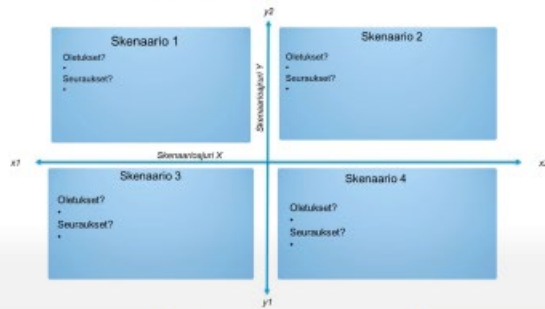 y2
Skenaario 1
Oletukset?
•
Seuraukset?
•
Skenaario 2
Oletukset?
•
Seuraukset?
•
Skenaarioajuri Y
x1
Skenaarioajuri X
Skenaario 3
Oletukset?
•
Seuraukset?
•
Skenaario 4
Oletukset?
•
Seuraukset?
•
y1